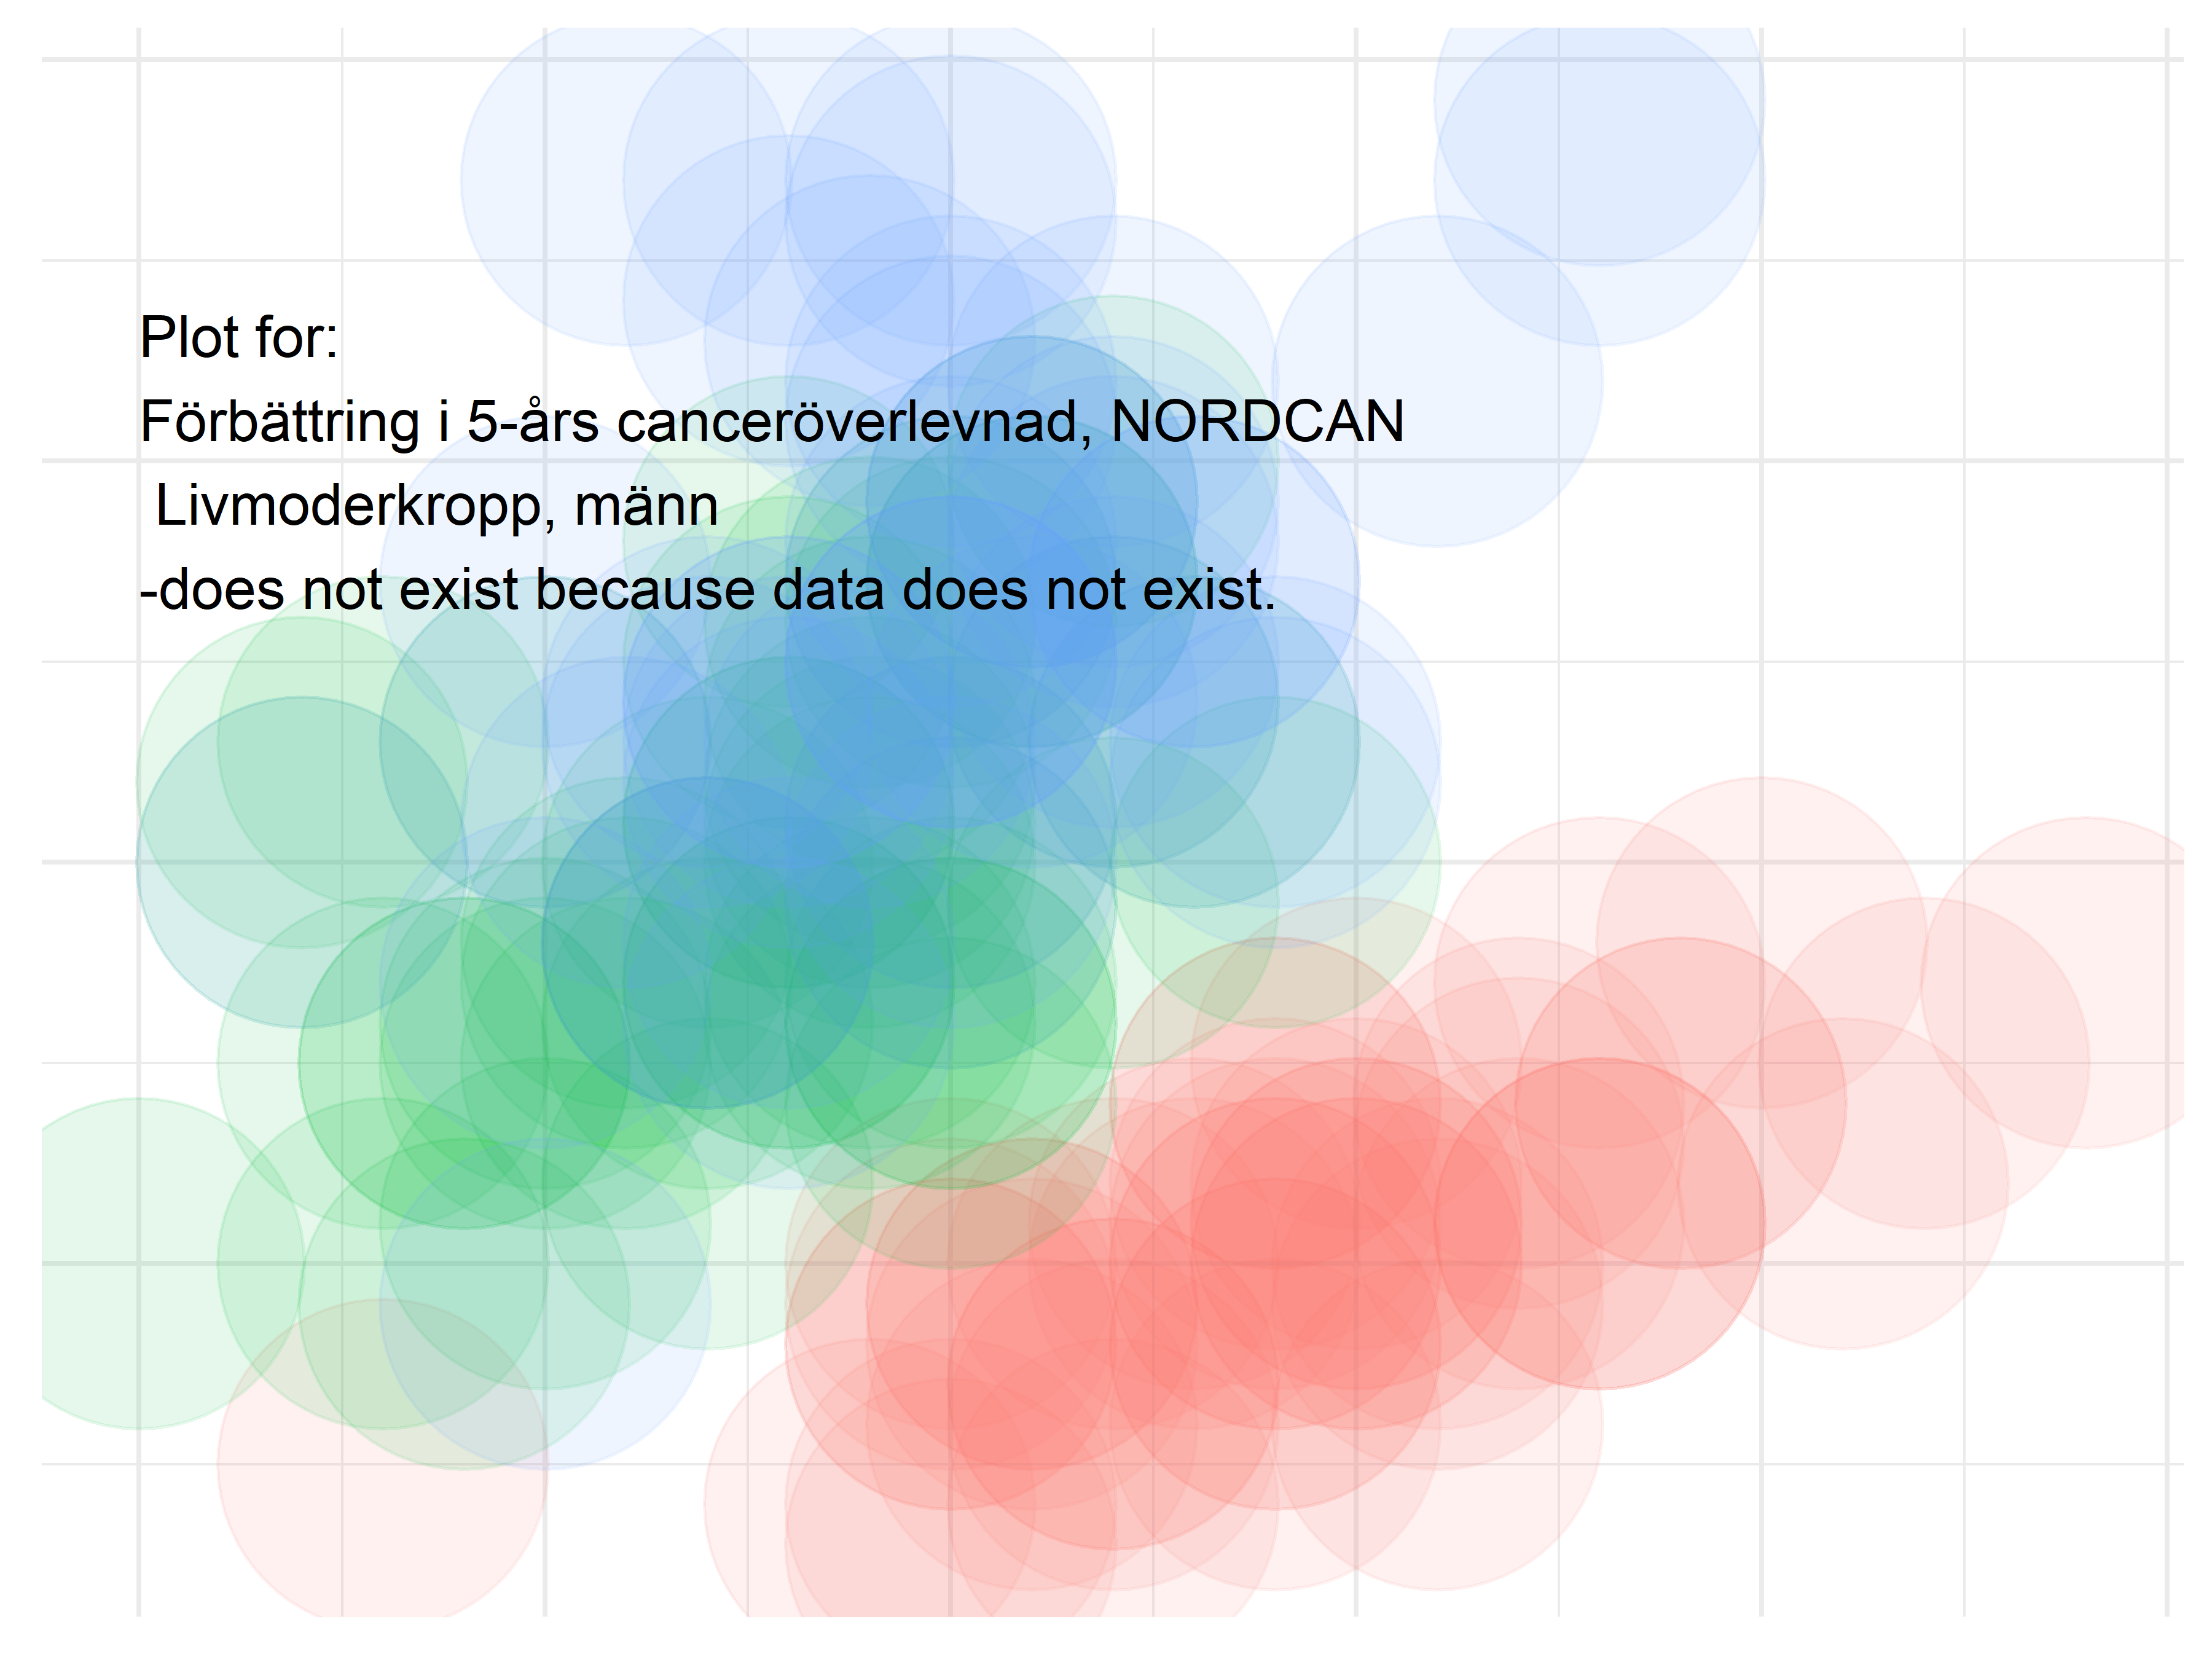 Plot for:
Förbättring i 5-års canceröverlevnad, NORDCAN
Livmoderkropp, männ
-does not exist because data does not exist.